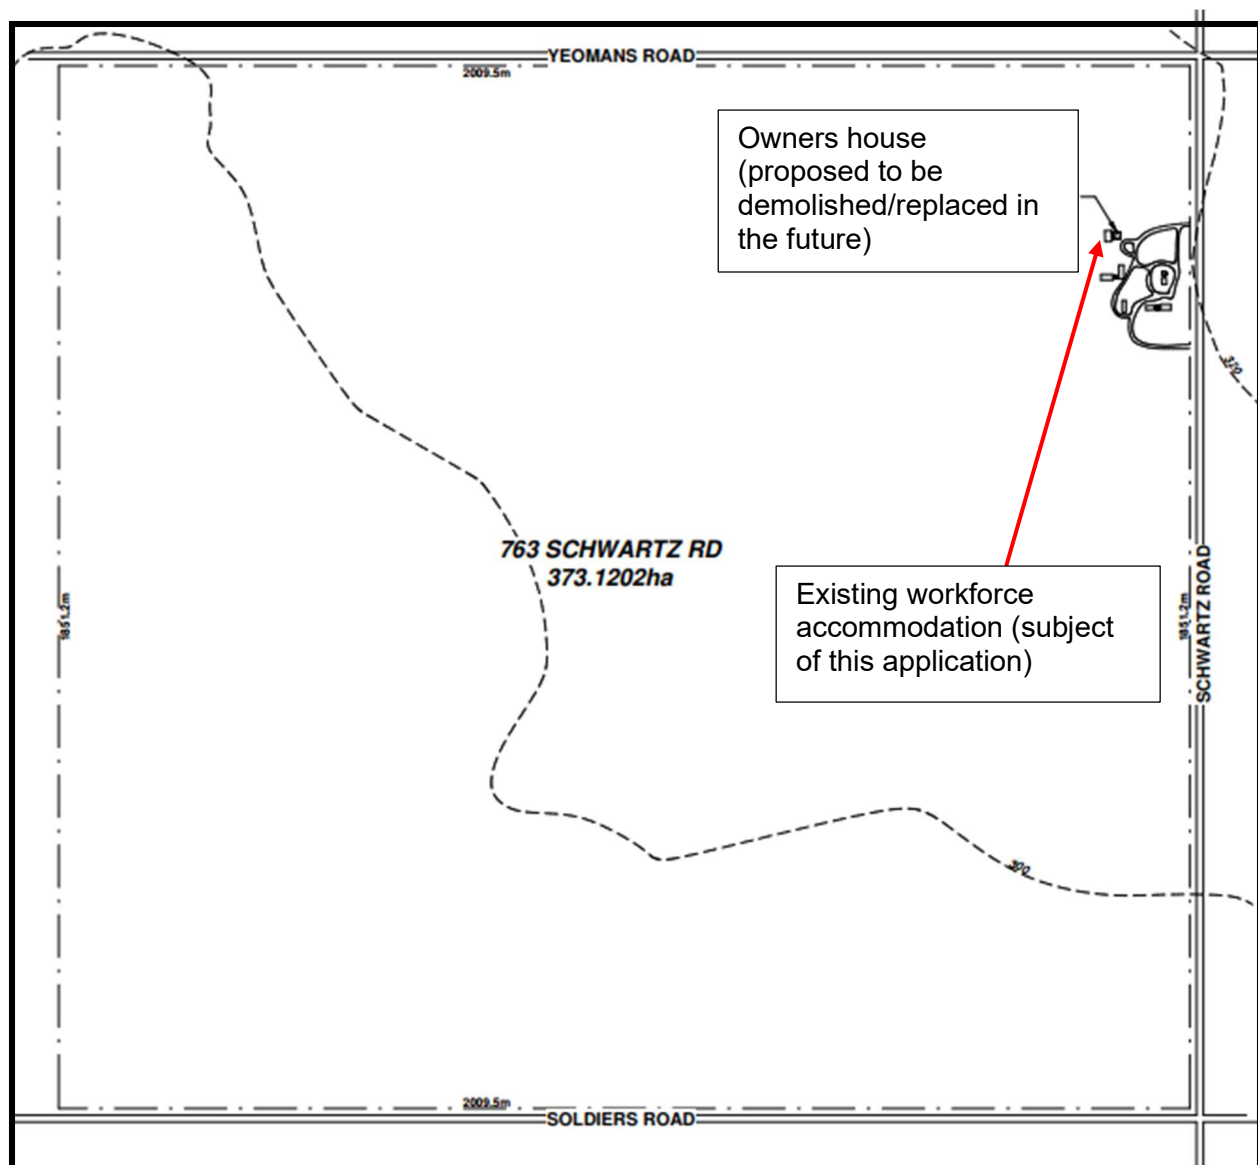 YEOMANS ROAD
2009.5m
Owners house
(proposed to be
demolished/replaced in
the future)
370
763 SCHWARTZ RD
373.1202ha
Existing workforce
accommodation (subject
of this application)
1851.2m
1851.2m
SCHWARTZ ROAD
2009.5m
SOLDIERS ROAD